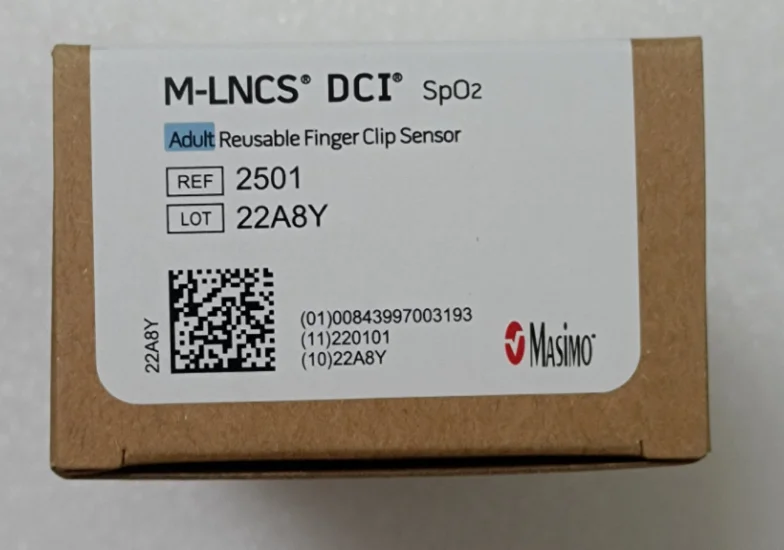 M-LNCS® DCI® SpO2
Adult Reusable Finger Clip Sensor
REF 2501
LOT 22A8Y
22A8Y
(01)00843997003193
(11)220101
(10)22A8Y
Masimo